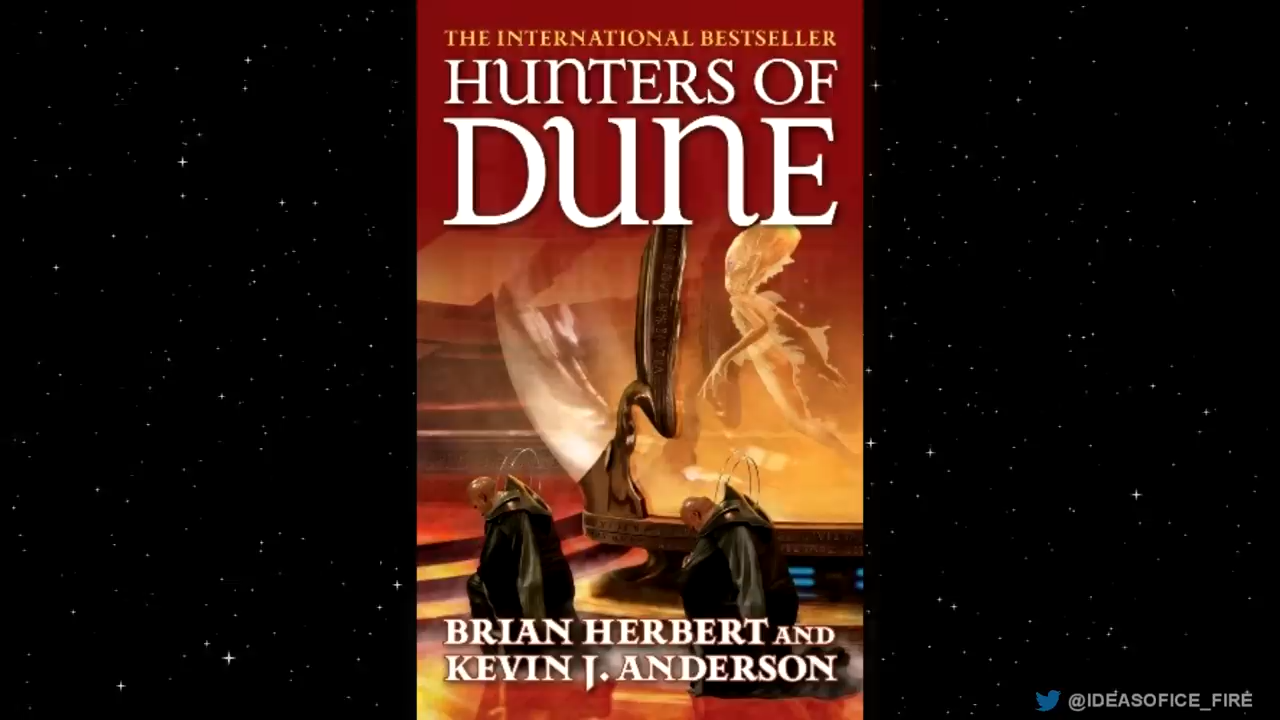 THE INTERNATIONAL BESTSELLER
HUNTERS OF
DUNE
BRIAN HERBERT AND
KEVIN J. ANDERSON
@IDEASOFICE_FIRE